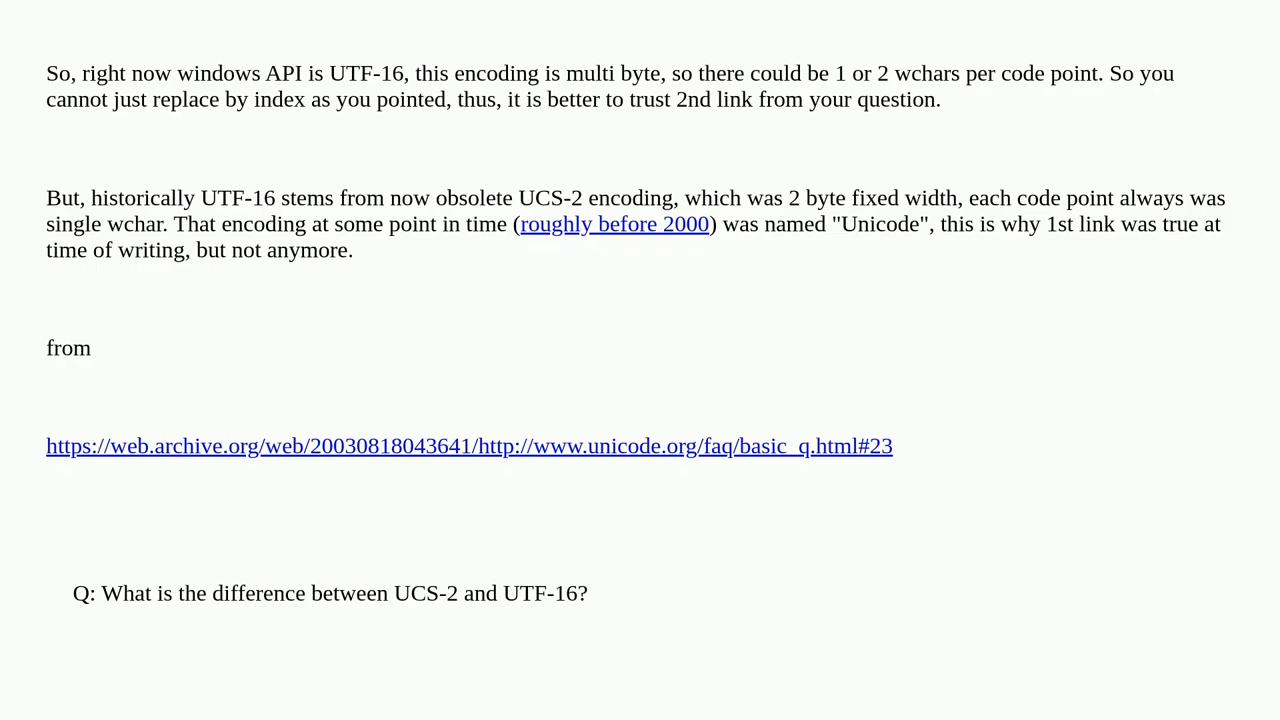 So, right now windows API is UTF-16, this encoding is multi byte, so there could be 1 or 2 wchars per code point. So you
cannot just replace by index as you pointed, thus, it is better to trust 2nd link from your question.
But, historically UTF-16 stems from now obsolete UCS-2 encoding, which was 2 byte fixed width, each code point always was
single wchar. That encoding at some point in time (roughly before 2000) was named "Unicode", this is why 1st link was true at
time of writing, but not anymore.
from
https://web.archive.org/web/20030818043641/http://www.unicode.org/faq/basic_q.html#23
Q: What is the difference between UCS-2 and UTF-16?